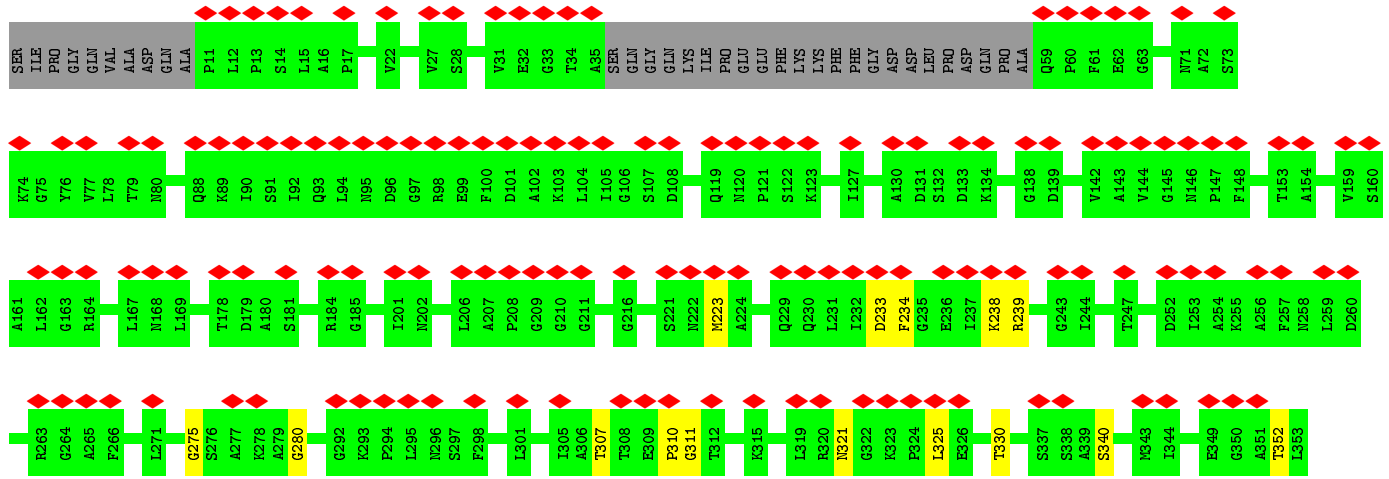 SER ILE PRO GLY GLN VAL ALA ASP GLN ALA P11 L12 P13 S14 L15 A16 P17 V22 V27 S28 V31 E32 G33 T34 A35 SER GLN GLY GLN LYS ILE PRO GLU GLU PHE LYS LYS PHE PHE GLY ASP ASP LEU PRO ASP GLN PRO ALA Q59 P60 F61 E62 G63 N71 A72 S73
K74 G75 Y76 V77 L78 T79 N80 Q88 K89 I90 S91 I92 Q93 L94 N95 D96 G97 R98 E99 F100 D101 A102 K103 L104 I105 G106 S107 D108 Q119 N120 P121 S122 K123 I127 A130 D131 S132 D133 K134 G138 D139 V142 A143 V144 G145 N146 P147 F148 T153 A154 V159 S160
A161 L162 G163 R164 L167 N168 L169 T178 D179 A180 S181 R184 G185 I201 N202 L206 A207 P208 G209 G210 G211 G216 S221 N222 M223 A224 Q229 Q230 L231 I232 D233 F234 G235 E236 I237 K238 R239 G243 I244 T247 D252 I253 A254 K255 A256 F257 N258 L259 D260
R263 G264 A265 F266 L271 G275 S276 A277 K278 A279 G280 G292 K293 P294 L295 N296 S297 F298 L301 I305 A306 T307 T308 E309 P310 G311 T312 K315 L319 R320 N321 G322 K323 P324 L325 E326 T330 S337 S338 A339 S340 M343 I344 E349 G350 A351 T352 L353